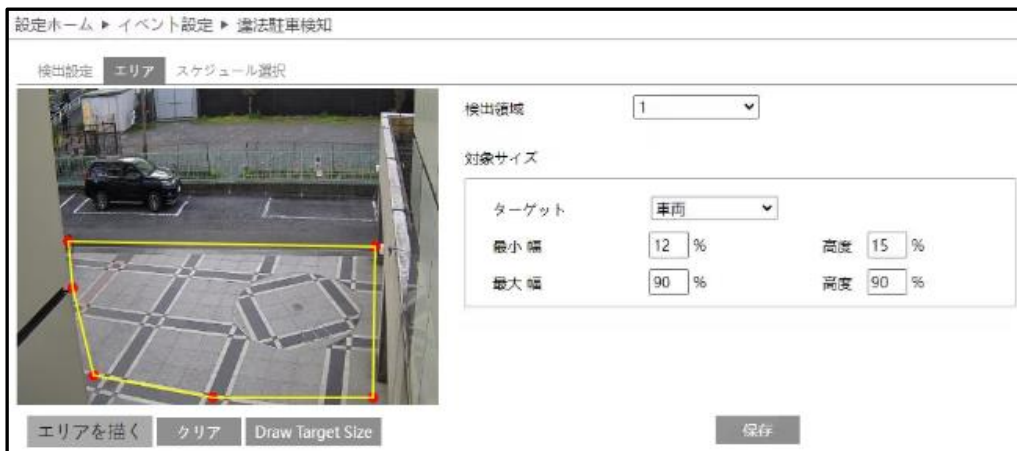 設定ホーム ▶ イベント設定 ▶ 違法駐車検知
検出設定 エリア スケジュール選択
検出領域 1
対象サイズ
ターゲット 車両
最小 幅 12 % 高度 15 %
最大 幅 90 % 高度 90 %
エリアを描く クリア Draw Target Size 保存